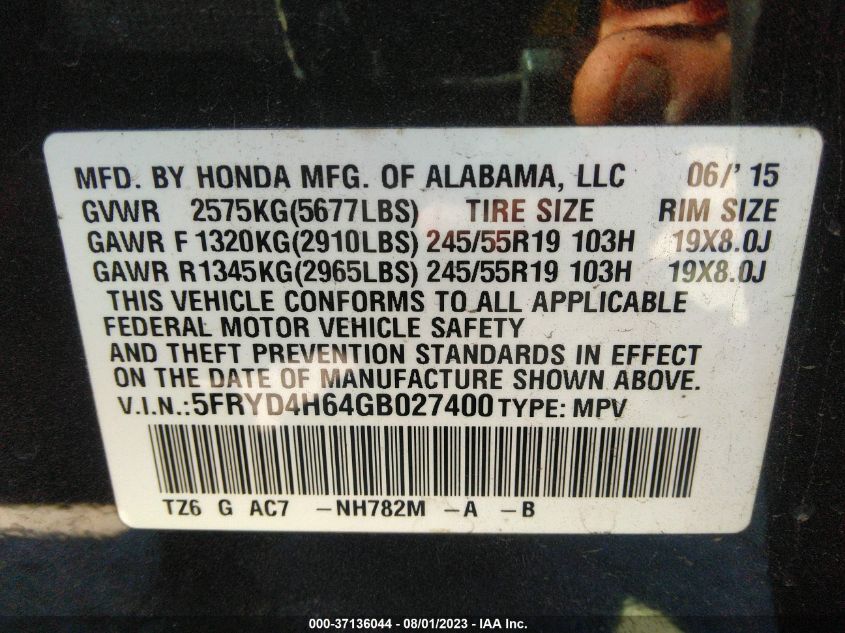 MFD. BY HONDA MFG. OF ALABAMA, LLC 06/' 15
GVWR 2575KG(5677LBS) TIRE SIZE RIM SIZE
GAWR F 1320KG(2910LBS) 245/55R19 103H 19X8.0J
GAWR R1345KG(2965LBS) 245/55R19 103H 19X8.0J
THIS VEHICLE CONFORMS TO ALL APPLICABLE
FEDERAL MOTOR VEHICLE SAFETY
AND THEFT PREVENTION STANDARDS IN EFFECT
ON THE DATE OF MANUFACTURE SHOWN ABOVE.
V.I.N.:5FRYD4H64GB027400 TYPE: MPV
TZ6 G AC7 -NH782M -A -B
000-37136044 - 08/01/2023 - IAA Inc.